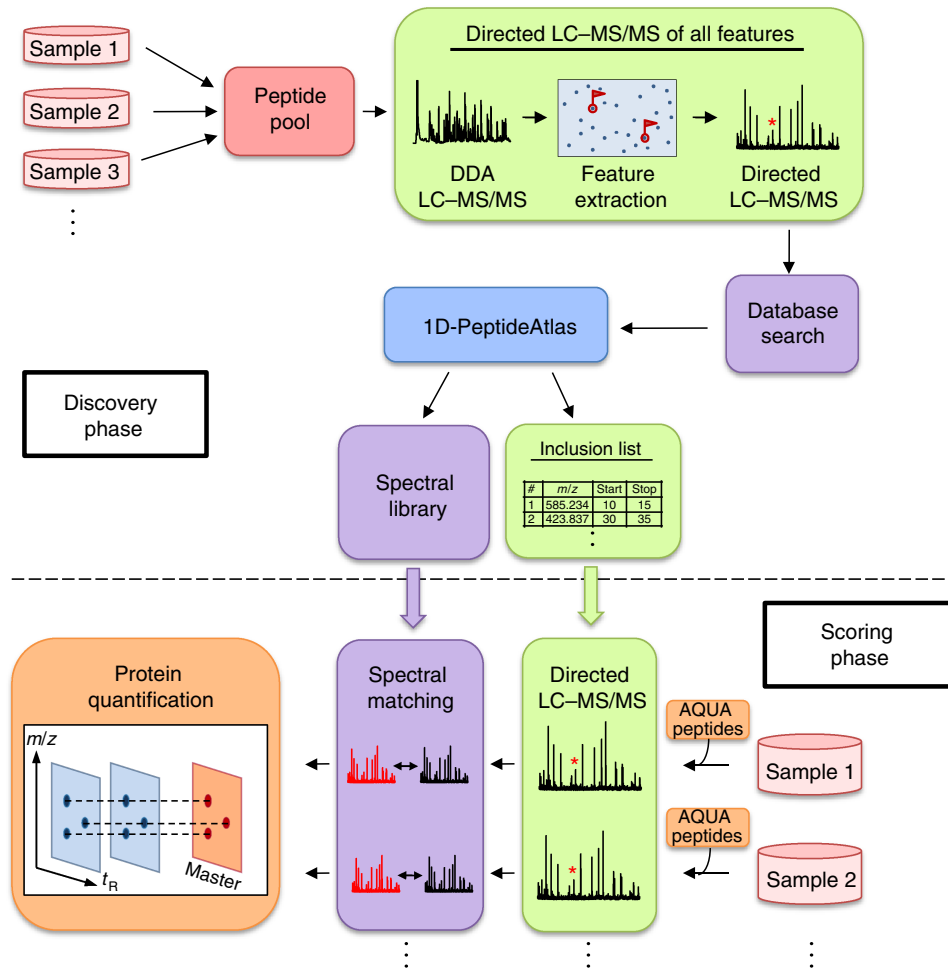 Sample 1
Sample 2
Sample 3
Peptide
pool
Directed LC–MS/MS of all features
DDA
LC–MS/MS
Feature
extraction
Directed
LC–MS/MS
Database
search
1D-PeptideAtlas
Discovery
phase
Spectral
library
Inclusion list
# m/z Start Stop
1 585.234 10 15
2 423.837 30 35
Scoring
phase
Protein
quantification
m/z
tR
Master
Spectral
matching
Directed
LC–MS/MS
AQUA
peptides
Sample 1
AQUA
peptides
Sample 2